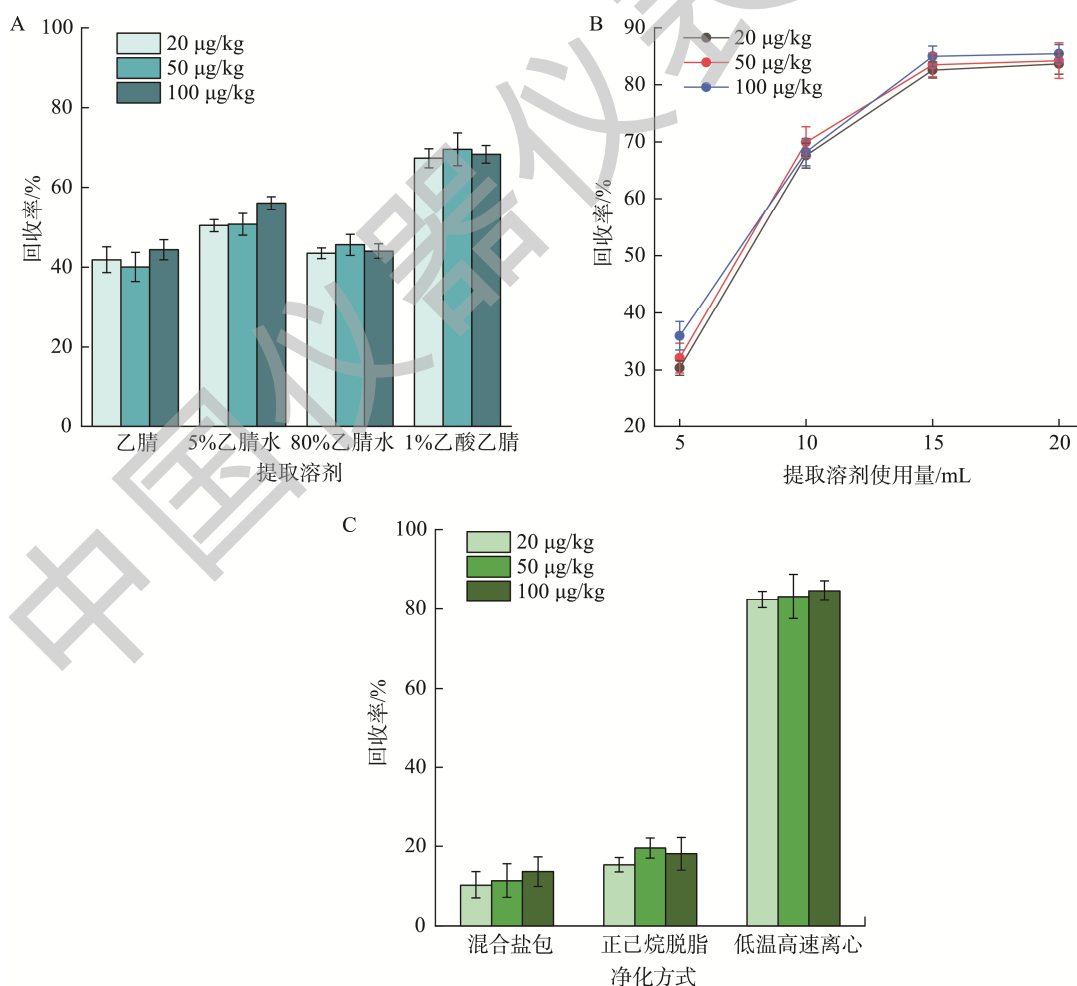 A
100
80
60
40
20
0
回收率/%
20 μg/kg
50 μg/kg
100 μg/kg
乙腈 5%乙腈水 80%乙腈水 1%乙酸乙腈
提取溶剂
B
90
80
70
60
50
40
30
20
回收率/%
20 μg/kg
50 μg/kg
100 μg/kg
5 10 15 20
提取溶剂使用量/mL
C
100
80
60
40
20
0
回收率/%
20 μg/kg
50 μg/kg
100 μg/kg
混合盐包 正己烷脱脂 低温高速离心
净化方式
中国仪器仪表